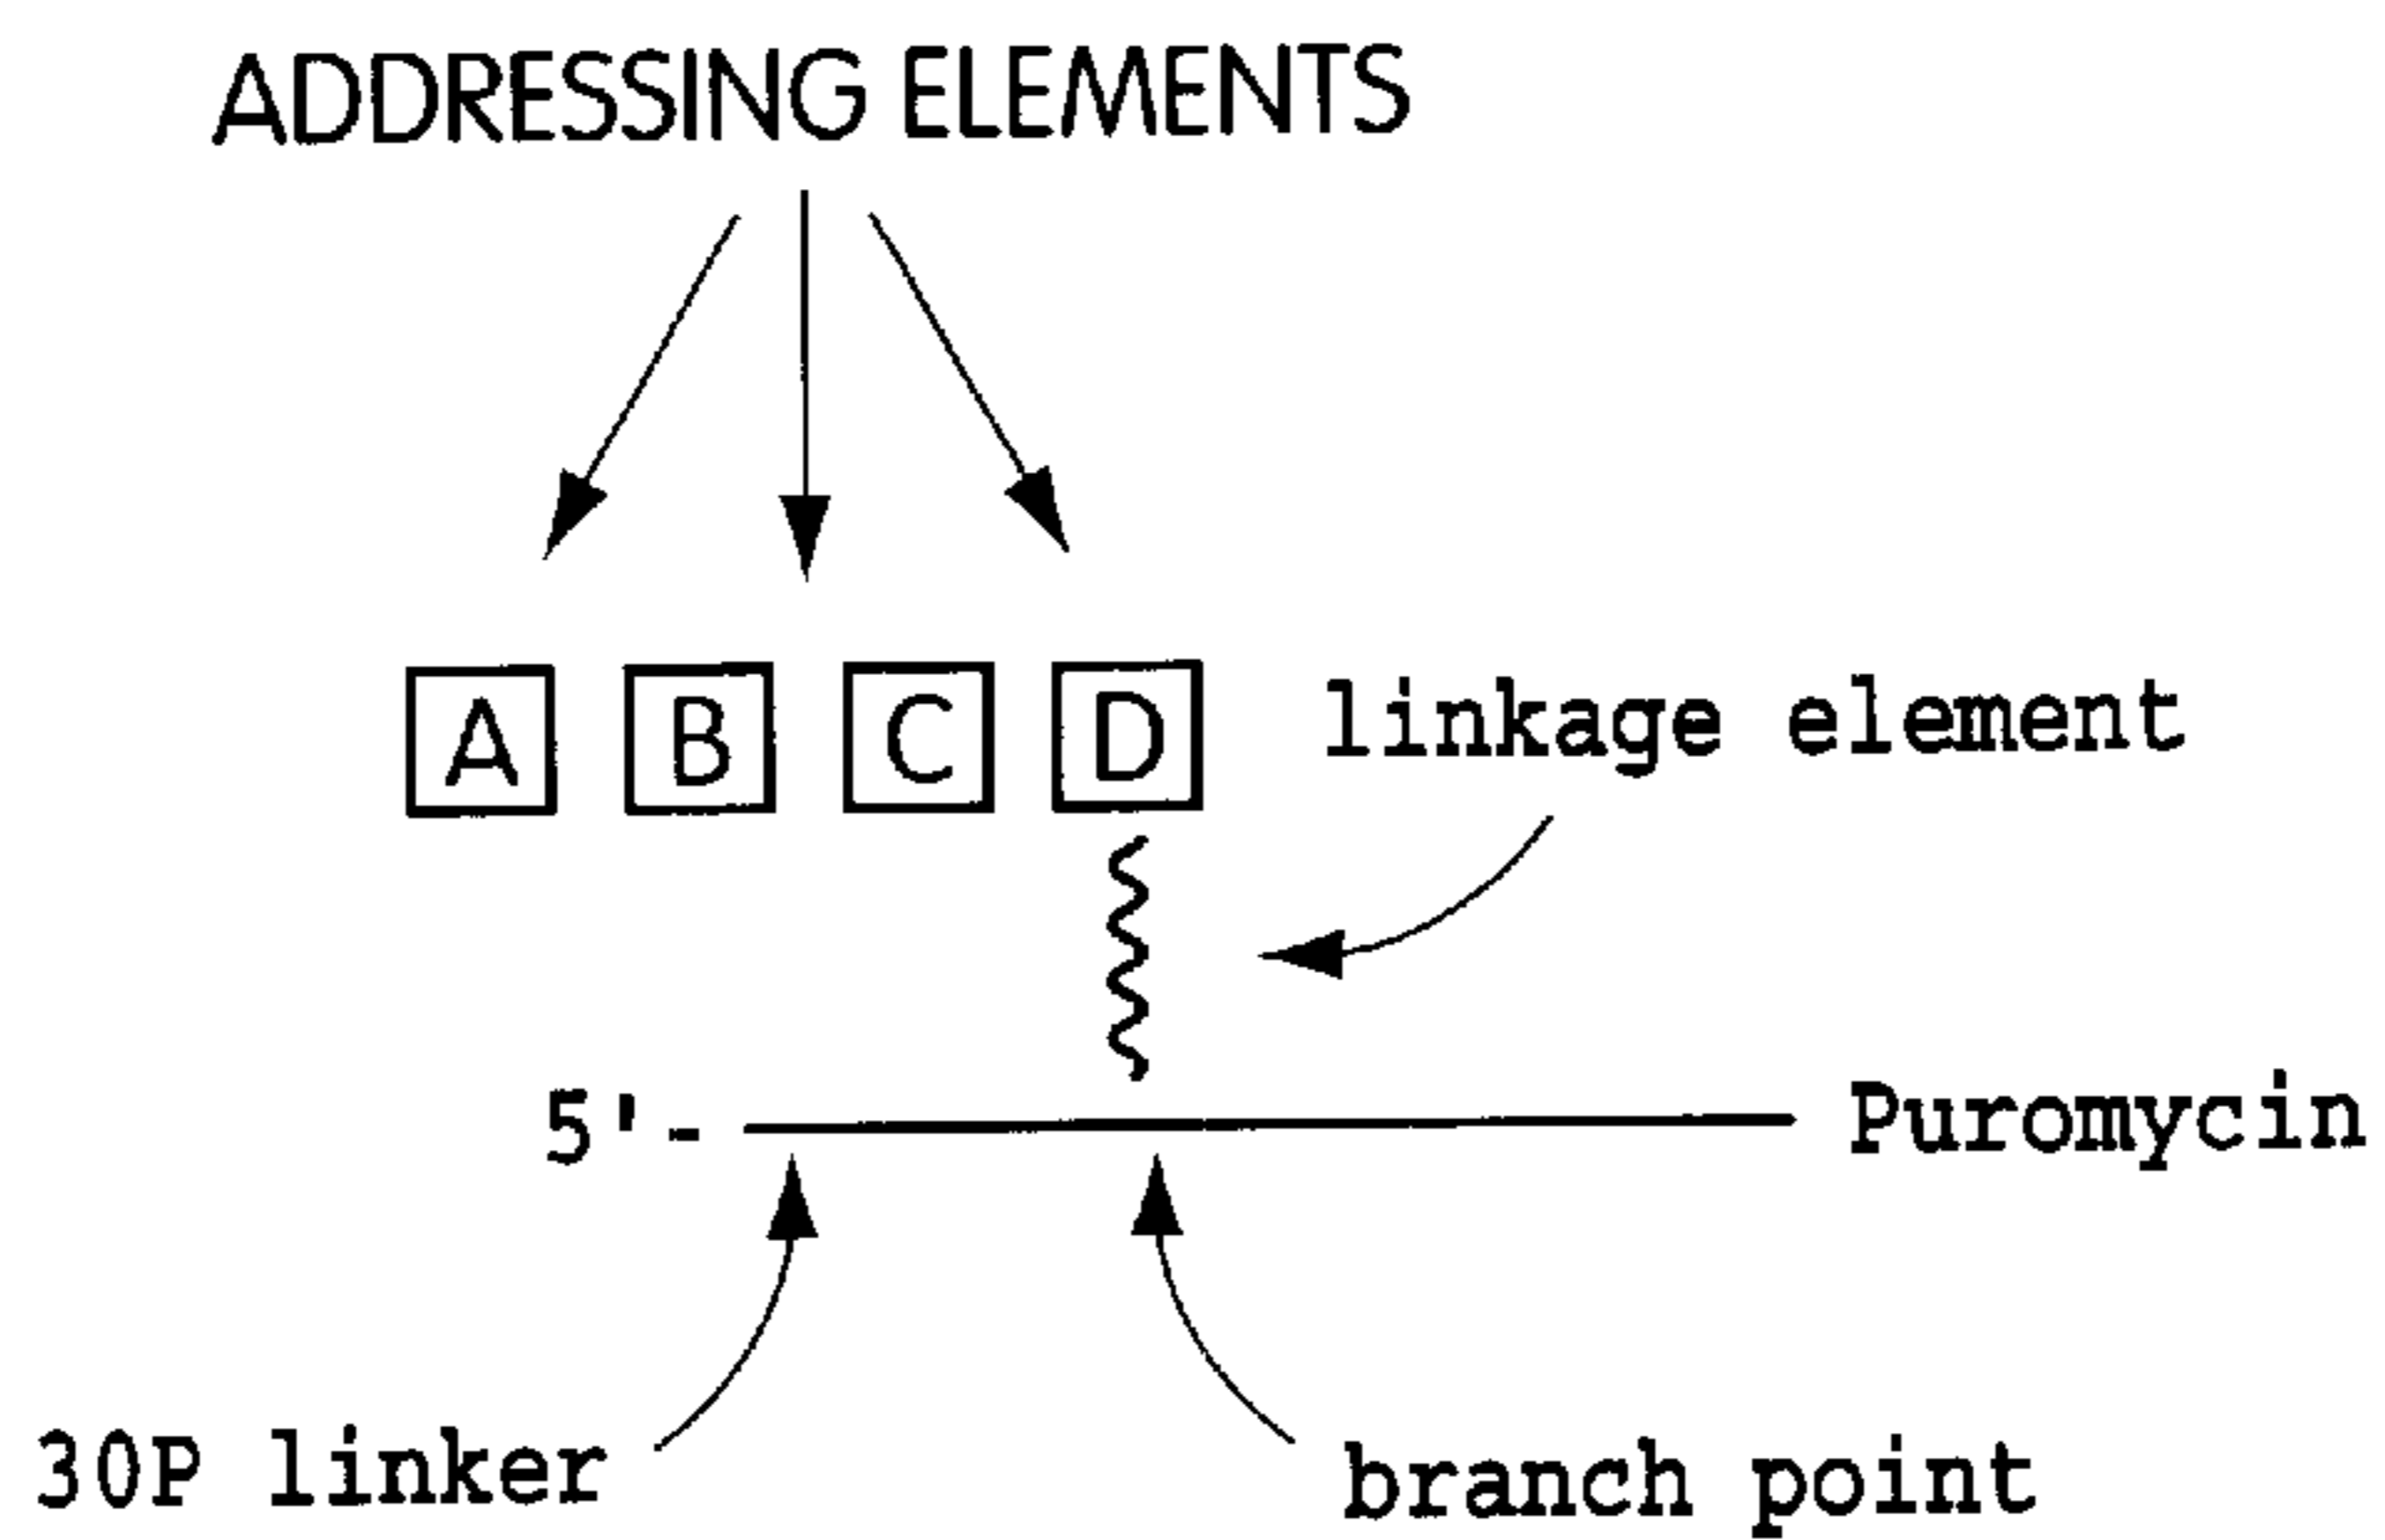 ADDRESSING ELEMENTS
A B C D linkage element
5'- Puromycin
30P linker branch point